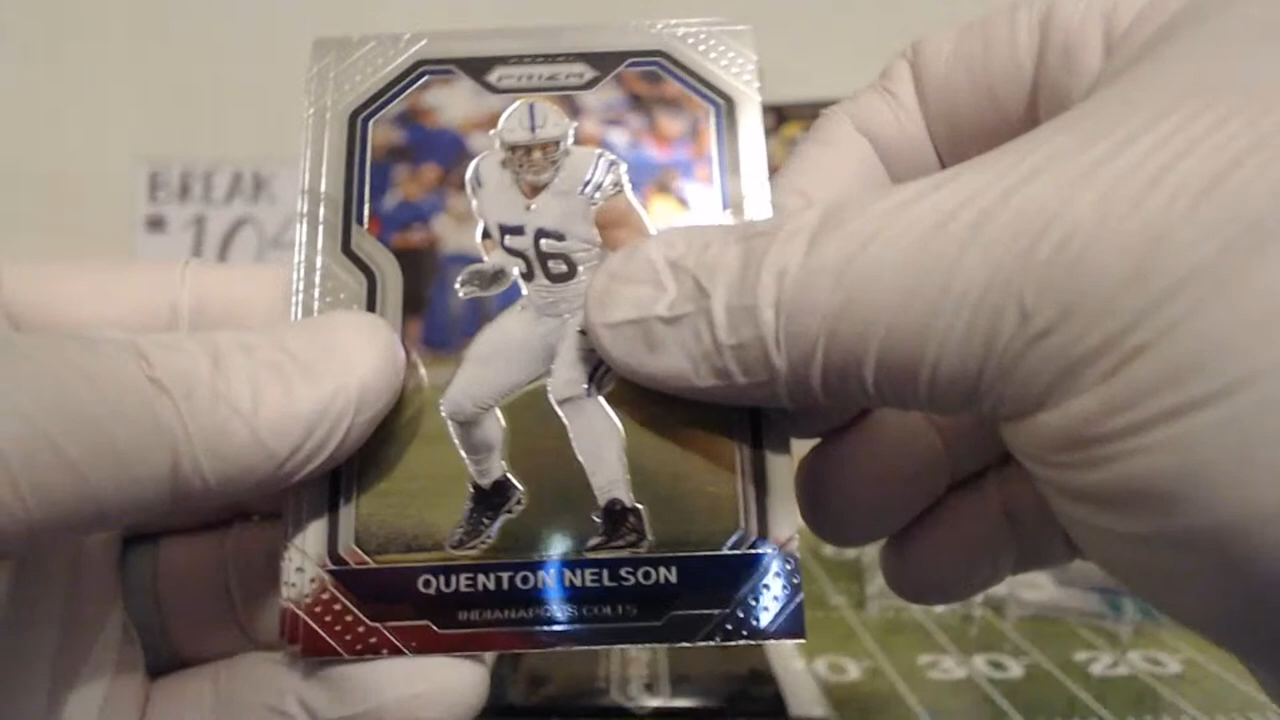 PRIZM
BREAK
56
QUENTON NELSON
INDIANAPOLIS COLTS
30
20